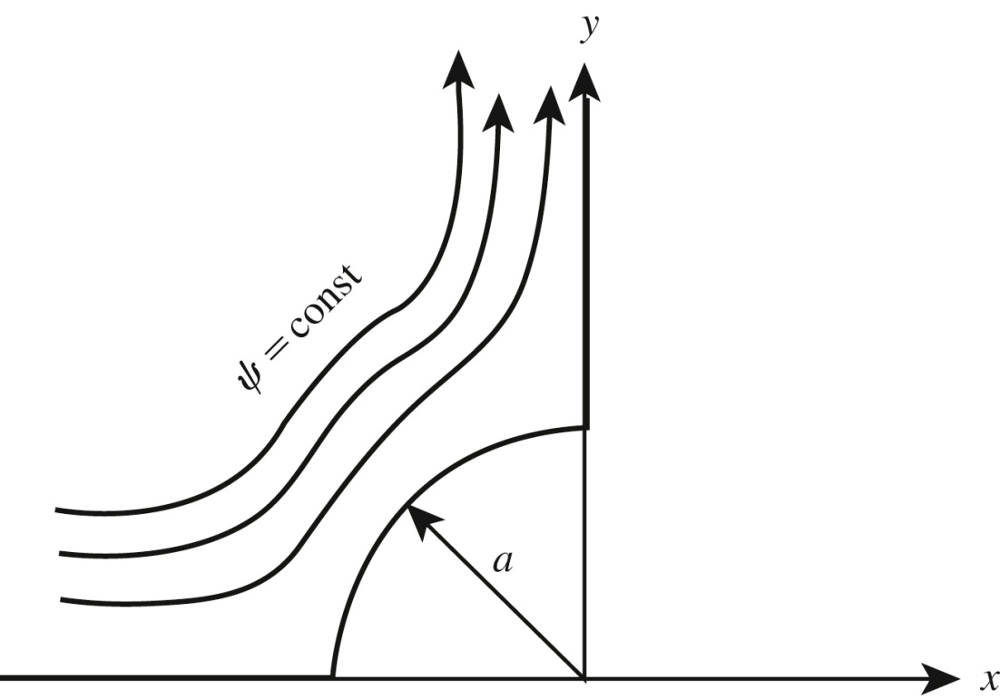 y
ψ = const
a
x